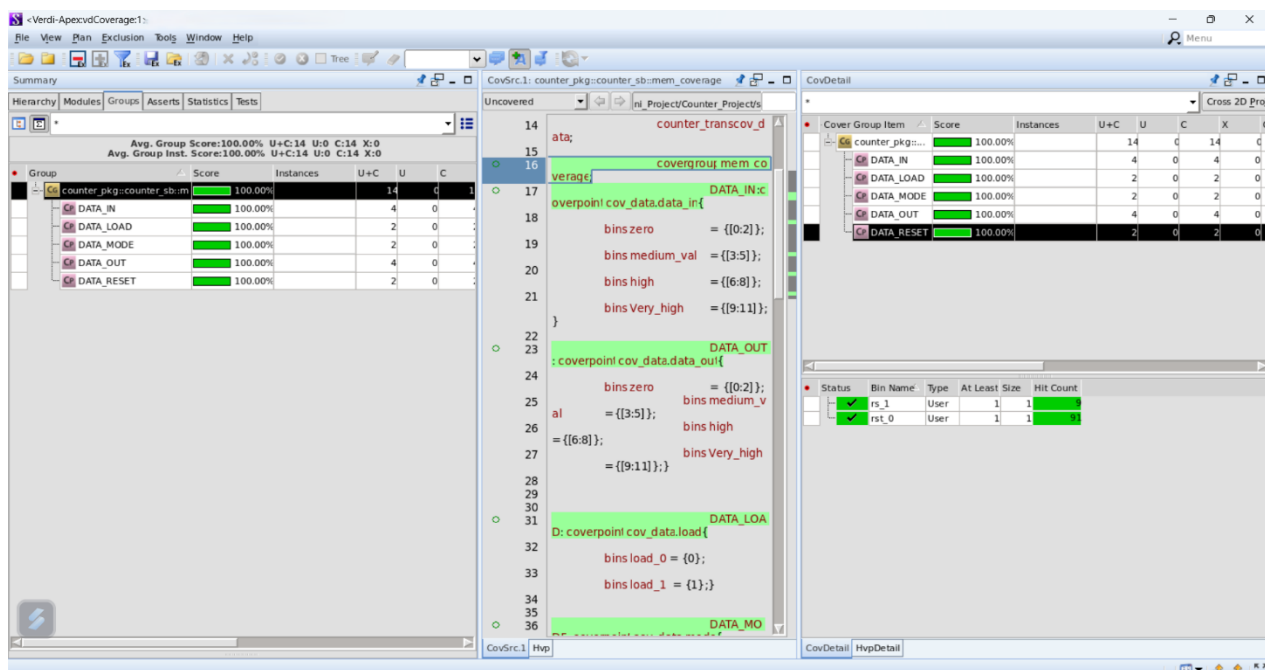 <Verdi-Apex:vdCoverage:1>
File View Plan Exclusion Tools Window Help
Menu
Tree
Summary
Hierarchy Modules Groups Asserts Statistics Tests
*
Avg. Group Score:100.00% U+C:14 U:0 C:14 X:0
Avg. Group Inst. Score:100.00% U+C:14 U:0 C:14 X:0
Group Score Instances U+C U C
counter_pkg::counter_sb::m 100.00% 14 0 1
DATA_IN 100.00% 4 0
DATA_LOAD 100.00% 2 0
DATA_MODE 100.00% 2 0
DATA_OUT 100.00% 4 0
DATA_RESET 100.00% 2 0
CovSrc.1: counter_pkg::counter_sb::mem_coverage
Uncovered ni_Project/Counter_Project/s
14 counter_transcov_d
ata;
15
16 covergroup mem_co
verage;
17 DATA_IN:c
overpoint cov_data.data_in{
18
bins zero = {[0:2]};
19
bins medium_val ={[3:5]};
20
bins high ={[6:8]};
21
bins Very_high ={[9:11]};
}
22
23 DATA_OUT
: coverpoint cov_data.data_out{
24
bins zero = {[0:2]};
25 bins medium_v
al ={[3:5]};
26 bins high
={[6:8]};
27 bins Very_high
={[9:11]};}
28
29
30
31 DATA_LOA
D: coverpoint cov_data.load{
32
bins load_0 = {0};
33
bins load_1 = {1};}
34
35
36 DATA_MO
CovSrc.1 Hvp
CovDetail
* Cross 2D Pro
Cover Group Item Score Instances U+C U C X
counter_pkg::... 100.00% 14 0 14 0
DATA_IN 100.00% 4 0 4 0
DATA_LOAD 100.00% 2 0 2 0
DATA_MODE 100.00% 2 0 2 0
DATA_OUT 100.00% 4 0 4 0
DATA_RESET 100.00% 2 0 2 0
Status Bin Name Type At Least Size Hit Count
rs_1 User 1 1 9
rst_0 User 1 1 91
CovDetail HvpDetail